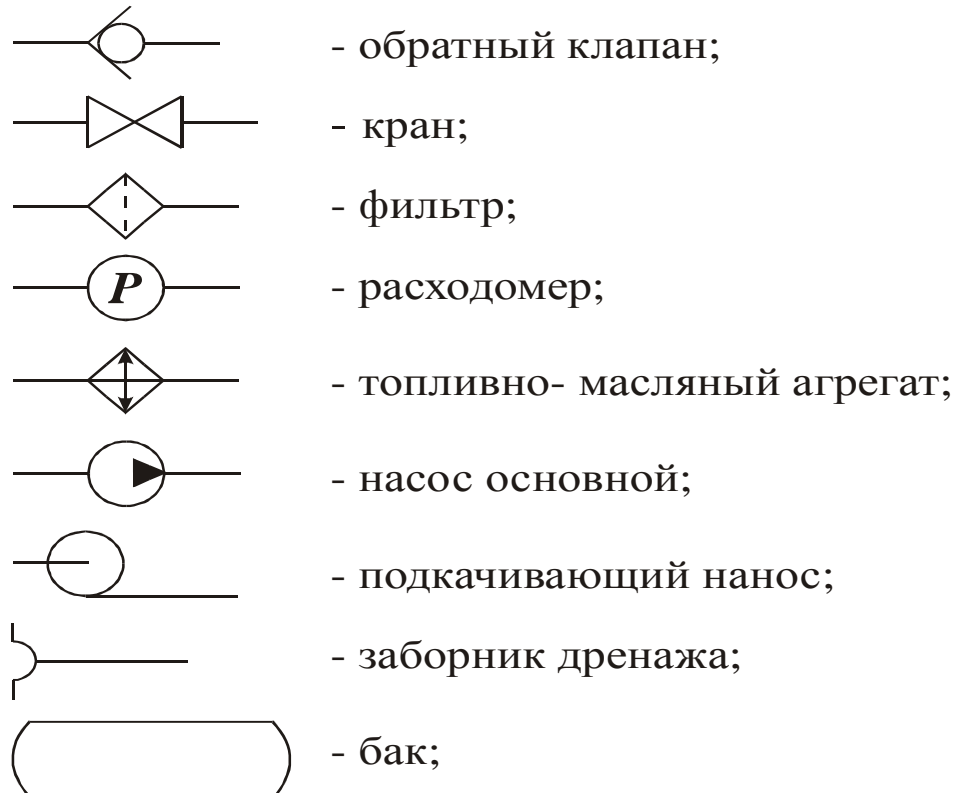 - обратный клапан;
- кран;
- фильтр;
P - расходомер;
- топливно- масляный агрегат;
- насос основной;
- подкачивающий нанос;
- заборник дренажа;
- бак;